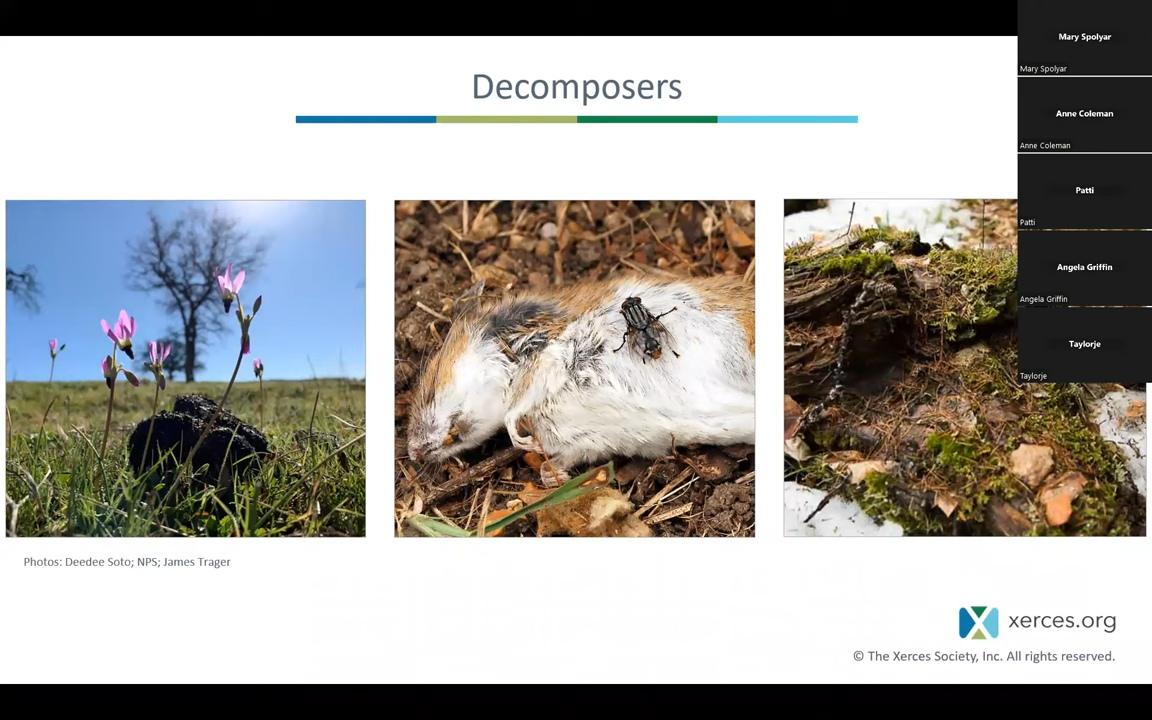 Decomposers
Mary Spolyar
Mary Spolyar
Anne Coleman
Anne Coleman
Patti
Patti
Angela Griffin
Angela Griffin
Taylorje
Taylorje
Photos: Deedee Soto; NPS; James Trager
xerces.org
© The Xerces Society, Inc. All rights reserved.